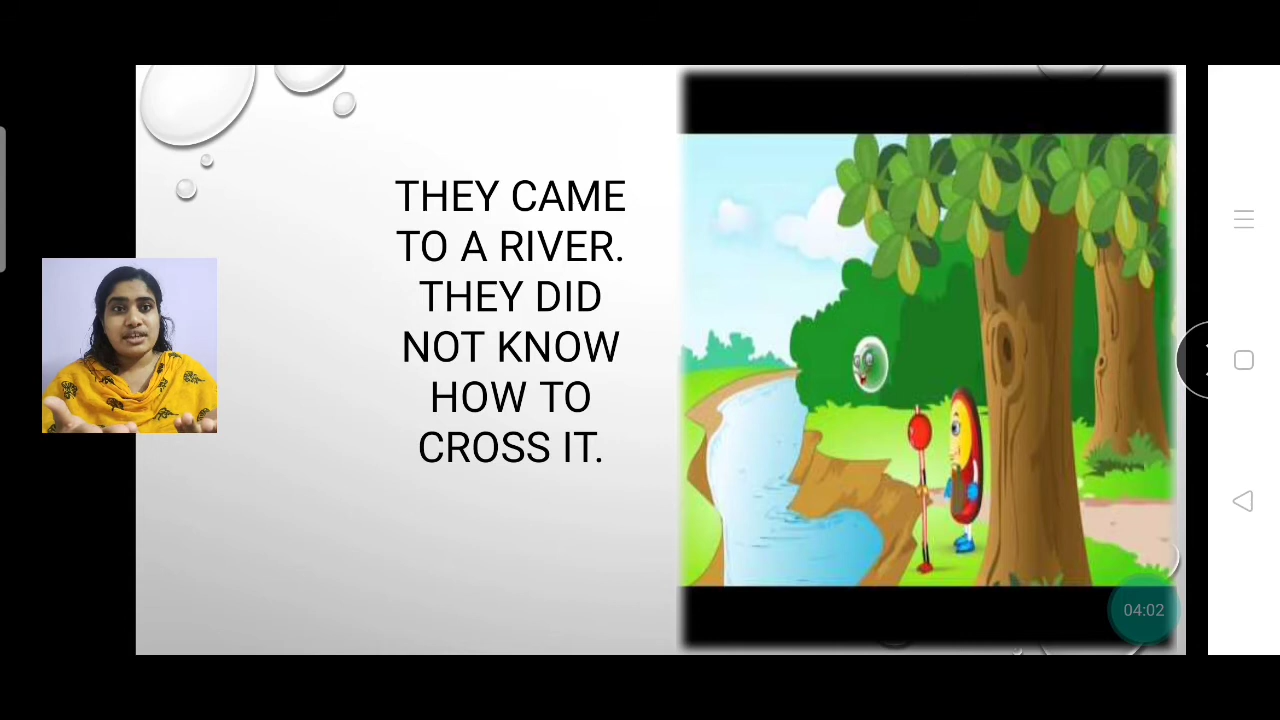 THEY CAME
TO A RIVER.
THEY DID
NOT KNOW
HOW TO
CROSS IT.
04:02